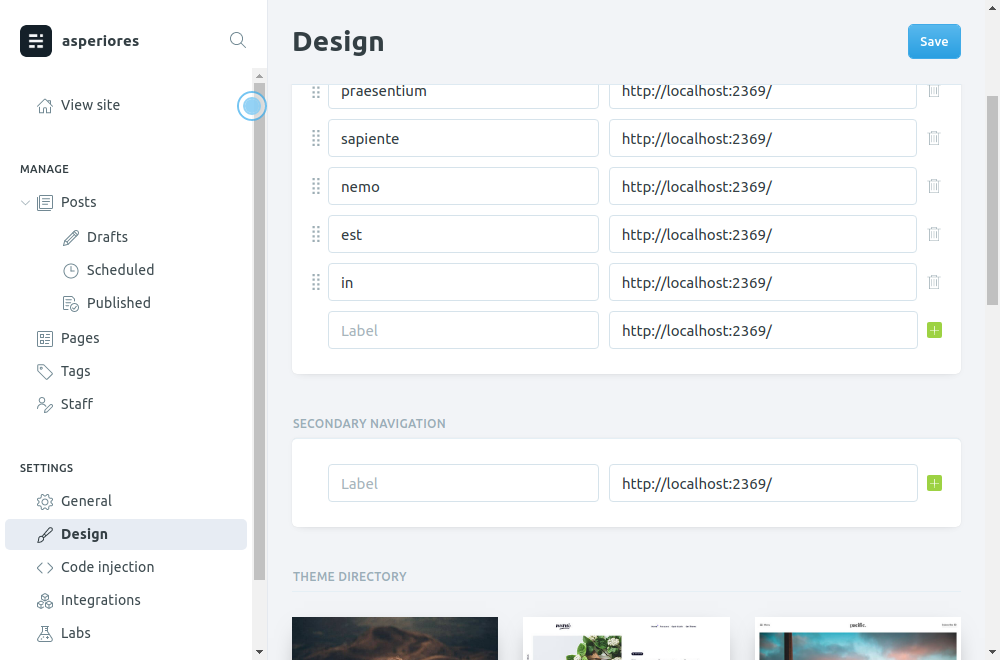 asperiores
Design
Save
View site
MANAGE
Posts
Drafts
Scheduled
Published
Pages
Tags
Staff
SETTINGS
General
Design
Code injection
Integrations
Labs
praesentium http://localhost:2369/
sapiente http://localhost:2369/
nemo http://localhost:2369/
est http://localhost:2369/
in http://localhost:2369/
Label http://localhost:2369/
SECONDARY NAVIGATION
Label http://localhost:2369/
THEME DIRECTORY